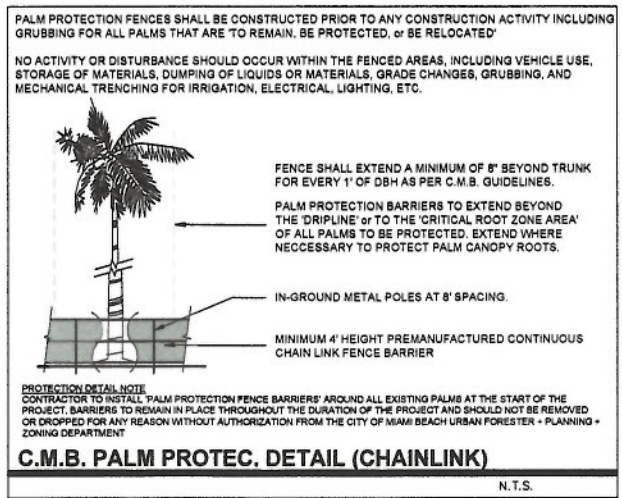 PALM PROTECTION FENCES SHALL BE CONSTRUCTED PRIOR TO ANY CONSTRUCTION ACTIVITY INCLUDING
GRUBBING FOR ALL PALMS THAT ARE 'TO REMAIN, BE PROTECTED, or BE RELOCATED'
NO ACTIVITY OR DISTURBANCE SHOULD OCCUR WITHIN THE FENCED AREAS, INCLUDING VEHICLE USE,
STORAGE OF MATERIALS, DUMPING OF LIQUIDS OR MATERIALS, GRADE CHANGES, GRUBBING, AND
MECHANICAL TRENCHING FOR IRRIGATION, ELECTRICAL, LIGHTING, ETC.
FENCE SHALL EXTEND A MINIMUM OF 8" BEYOND TRUNK
FOR EVERY 1" OF DBH AS PER C.M.B. GUIDELINES.
PALM PROTECTION BARRIERS TO EXTEND BEYOND
THE 'DRIPLINE' or TO THE 'CRITICAL ROOT ZONE AREA'
OF ALL PALMS TO BE PROTECTED. EXTEND WHERE
NECCESSARY TO PROTECT PALM CANOPY ROOTS.
IN-GROUND METAL POLES AT 8' SPACING.
MINIMUM 4' HEIGHT PREMANUFACTURED CONTINUOUS
CHAIN LINK FENCE BARRIER
PROTECTION DETAIL NOTE
CONTRACTOR TO INSTALL 'PALM PROTECTION FENCE BARRIERS' AROUND ALL EXISTING PALMS AT THE START OF THE
PROJECT. BARRIERS TO REMAIN IN PLACE THROUGHOUT THE DURATION OF THE PROJECT AND SHOULD NOT BE REMOVED
OR DROPPED FOR ANY REASON WITHOUT AUTHORIZATION FROM THE CITY OF MIAMI BEACH URBAN FORESTER + PLANNING +
ZONING DEPARTMENT
C.M.B. PALM PROTEC. DETAIL (CHAINLINK)
N.T.S.